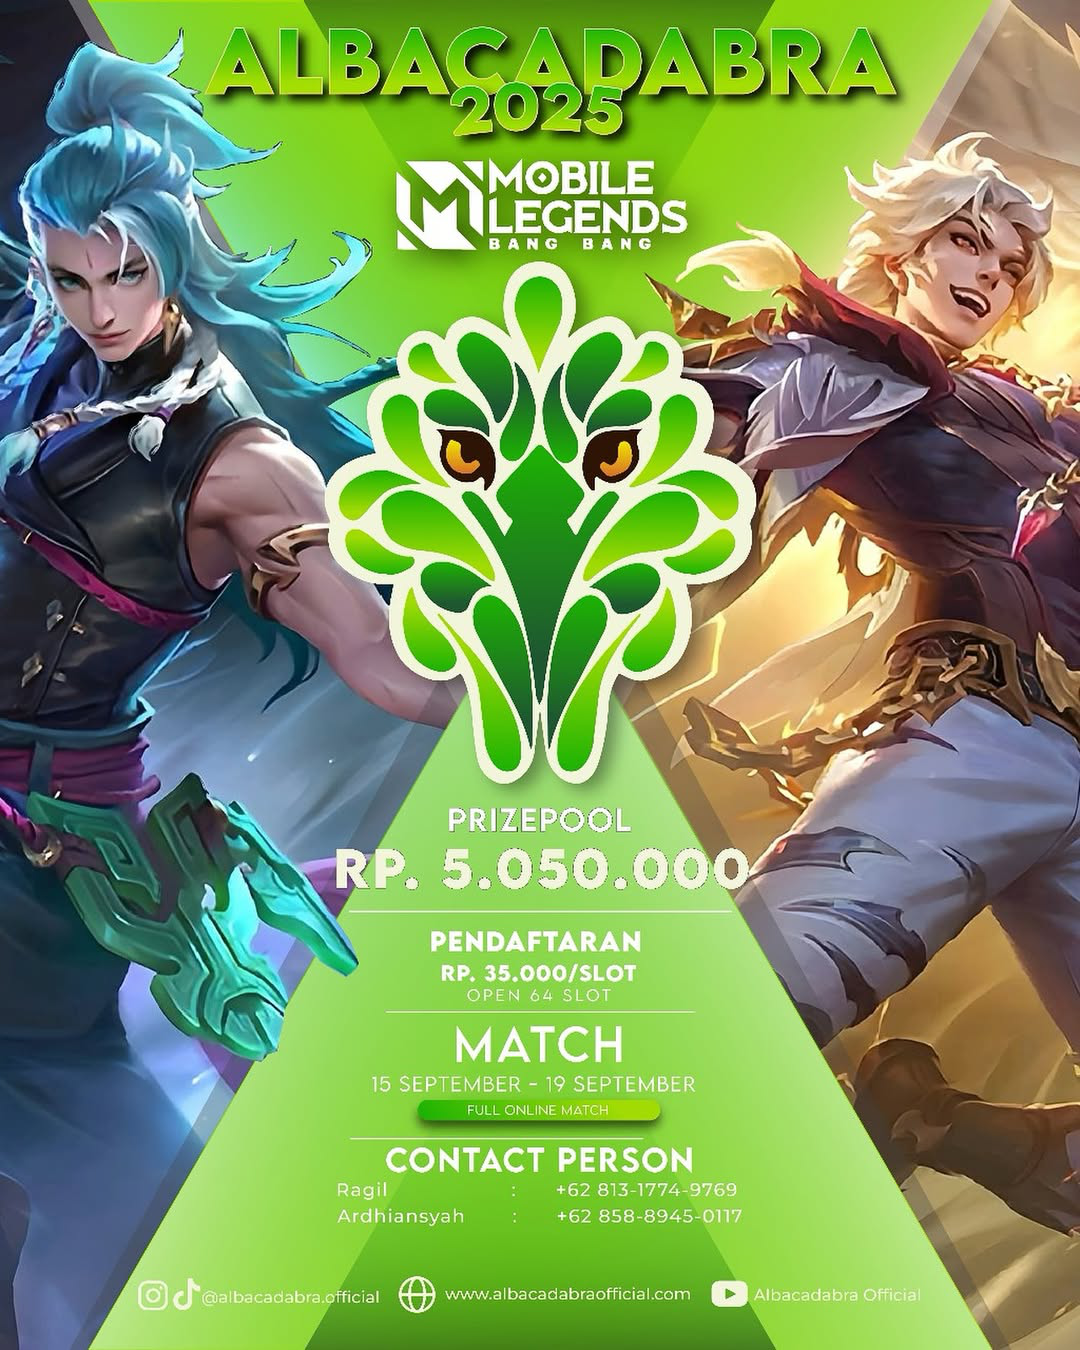 ALBACADABRA
2025
MOBILE
LEGENDS
BANG BANG
PRIZEPOOL
RP. 5.050.000
PENDAFTARAN
RP. 35.000/SLOT
OPEN 64 SLOT
MATCH
15 SEPTEMBER - 19 SEPTEMBER
FULL ONLINE MATCH
CONTACT PERSON
Ragil : +62 813-1774-9769
Ardhiansyah : +62 858-8945-0117
@albacadabra.official www.albacadabraofficial.com Albacadabra Official